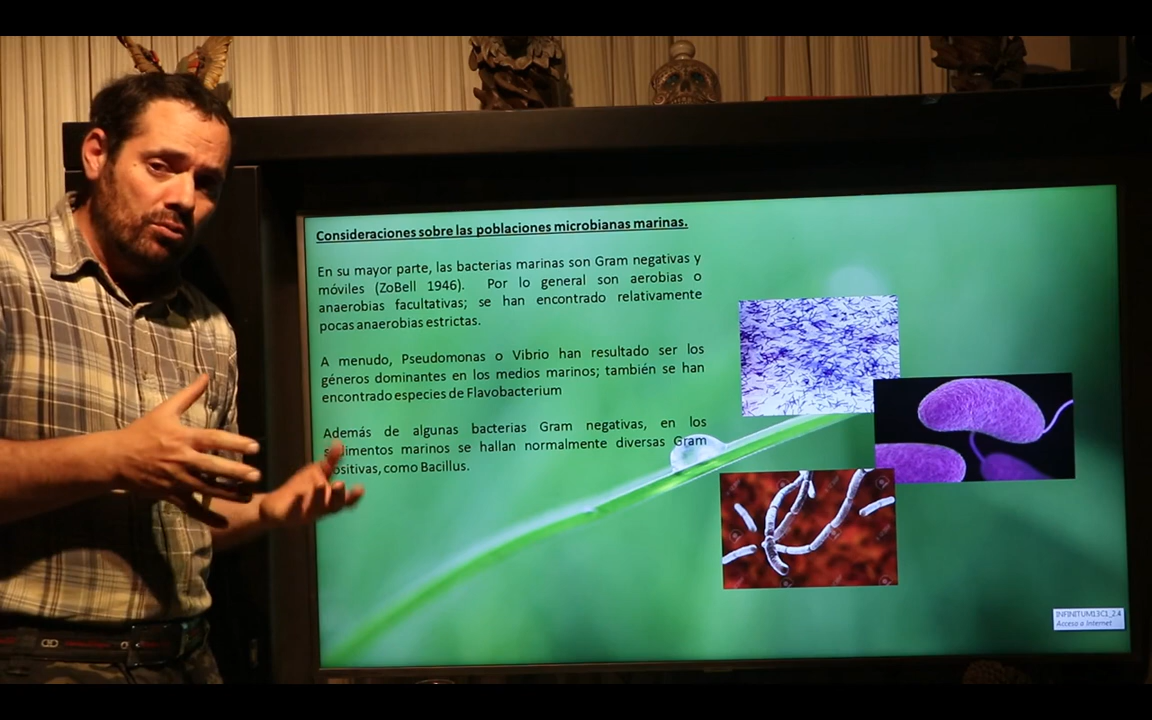 Consideraciones sobre las poblaciones microbianas marinas.
En su mayor parte, las bacterias marinas son Gram negativas y
móviles (ZoBell 1946). Por lo general son aerobias o
anaerobias facultativas; se han encontrado relativamente
pocas anaerobias estrictas.
A menudo, Pseudomonas o Vibrio han resultado ser los
géneros dominantes en los medios marinos; también se han
encontrado especies de Flavobacterium
Además de algunas bacterias Gram negativas, en los
sedimentos marinos se hallan normalmente diversas Gram
positivas, como Bacillus.
INFINITUM13C1_2.4
Acceso a Internet